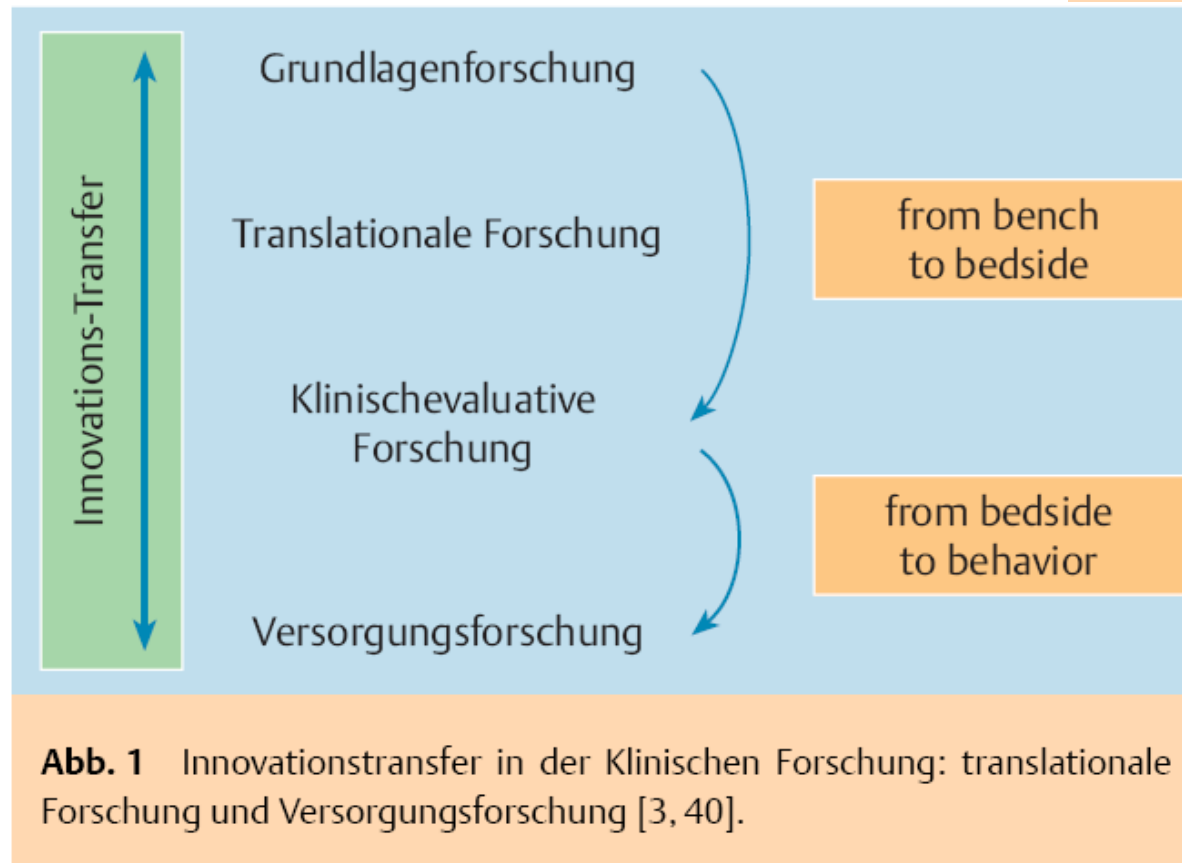 Innovations-Transfer
Grundlagenforschung
Translationale Forschung
from bench
to bedside
Klinischevaluative
Forschung
from bedside
to behavior
Versorgungsforschung
Abb. 1 Innovationstransfer in der Klinischen Forschung: translationale
Forschung und Versorgungsforschung [3, 40].